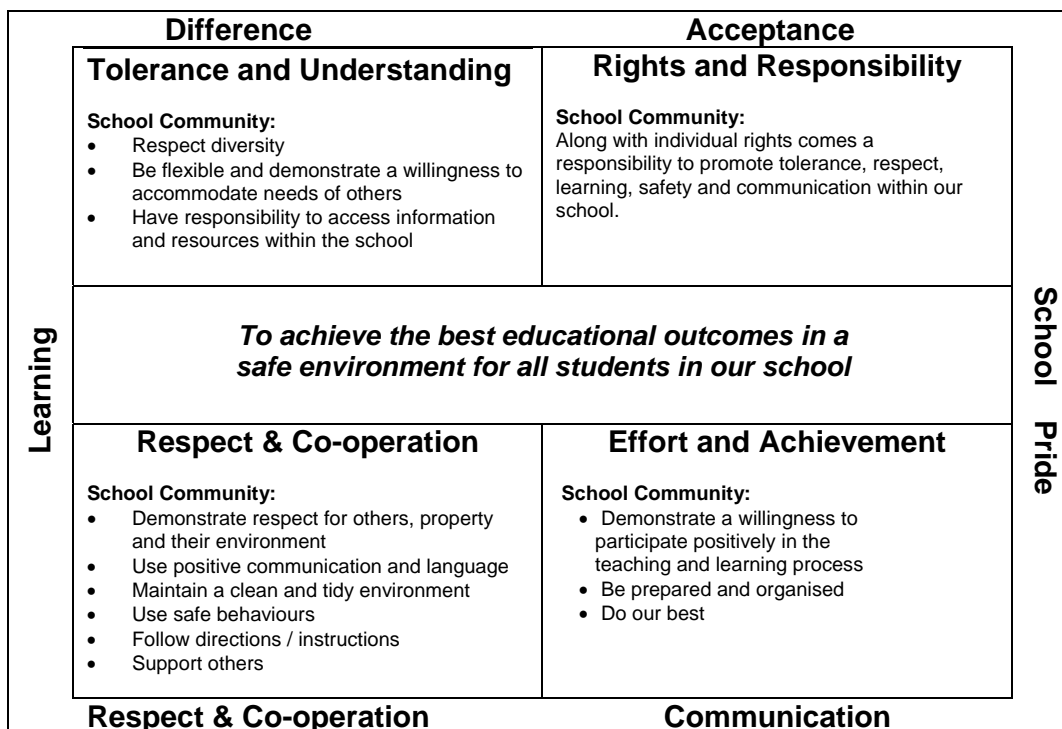 Difference
Acceptance
Tolerance and Understanding
School Community:
• Respect diversity
• Be flexible and demonstrate a willingness to
accommodate needs of others
• Have responsibility to access information
and resources within the school
Rights and Responsibility
School Community:
Along with individual rights comes a
responsibility to promote tolerance, respect,
learning, safety and communication within our
school.
Learning
To achieve the best educational outcomes in a
safe environment for all students in our school
School Pride
Respect & Co-operation
School Community:
• Demonstrate respect for others, property
and their environment
• Use positive communication and language
• Maintain a clean and tidy environment
• Use safe behaviours
• Follow directions / instructions
• Support others
Effort and Achievement
School Community:
• Demonstrate a willingness to
participate positively in the
teaching and learning process
• Be prepared and organised
• Do our best
Respect & Co-operation
Communication